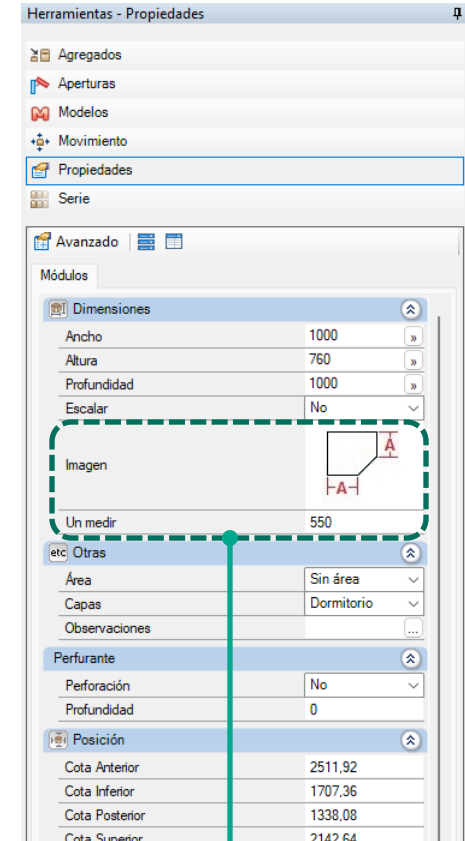 Herramientas - Propiedades
Agregados
Aperturas
Modelos
Movimiento
Propiedades
Serie
Avanzado
Módulos
Dimensiones
Ancho 1000 »
Altura 760 »
Profundidad 1000 »
Escalar No
Imagen A A
Un medir 550
etc Otras
Área Sin área
Capas Dormitorio
Observaciones ...
Perfurante
Perforación No
Profundidad 0
Posición
Cota Anterior 2511,92
Cota Inferior 1707,36
Cota Posterior 1338,08
Cota Superior 2142,64